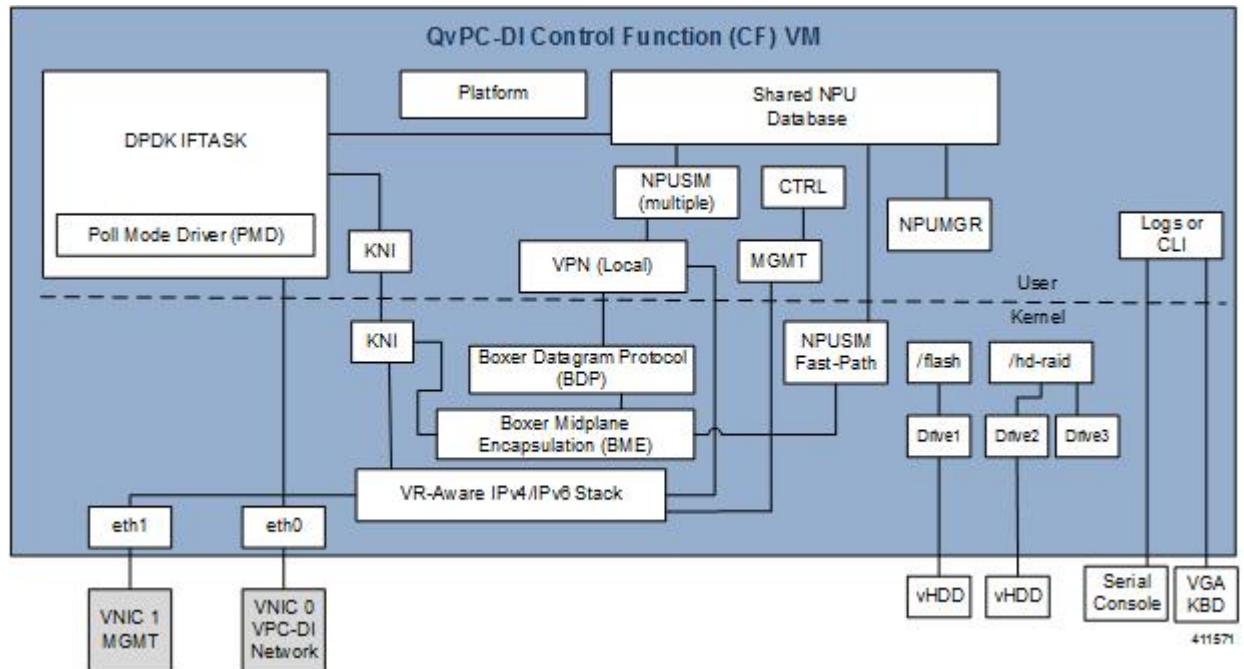 QvPC-DI Control Function (CF) VM
Platform
Shared NPU
Database
DPDK IFTASK
NPUSIM
(multiple)
CTRL
NPUMGR
Logs or
CLI
Poll Mode Driver (PMD)
KNI
VPN (Local)
MGMT
User
Kernel
KNI
NPUSIM
Fast-Path
Boxer Datagram Protocol
(BDP)
/flash
/hd-raid
Boxer Midplane
Encapsulation (BME)
Drive1
Drive2
Drive3
VR-Aware IPv4/IPv6 Stack
eth1
eth0
VNIC 1
MGMT
VNIC 0
VPC-DI
Network
vHDD
vHDD
Serial
Console
VGA
KBD
411571